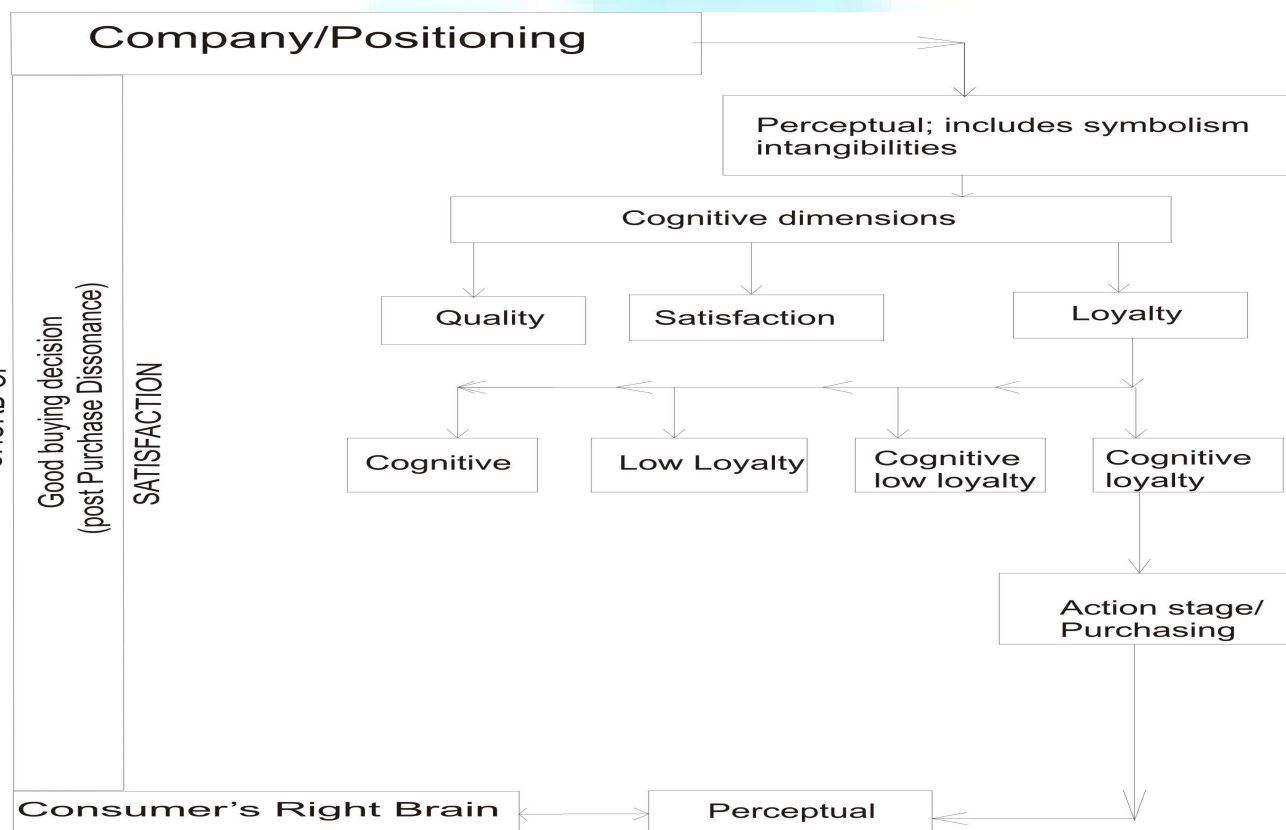 Company/Positioning
Perceptual; includes symbolism
intangibilities
Cognitive dimensions
Quality
Satisfaction
Loyalty
Cognitive
Low Loyalty
Cognitive
low loyalty
Cognitive
loyalty
Action stage/
Purchasing
Good buying decision
(post Purchase Dissonance)
SATISFACTION
Consumer's Right Brain
Perceptual